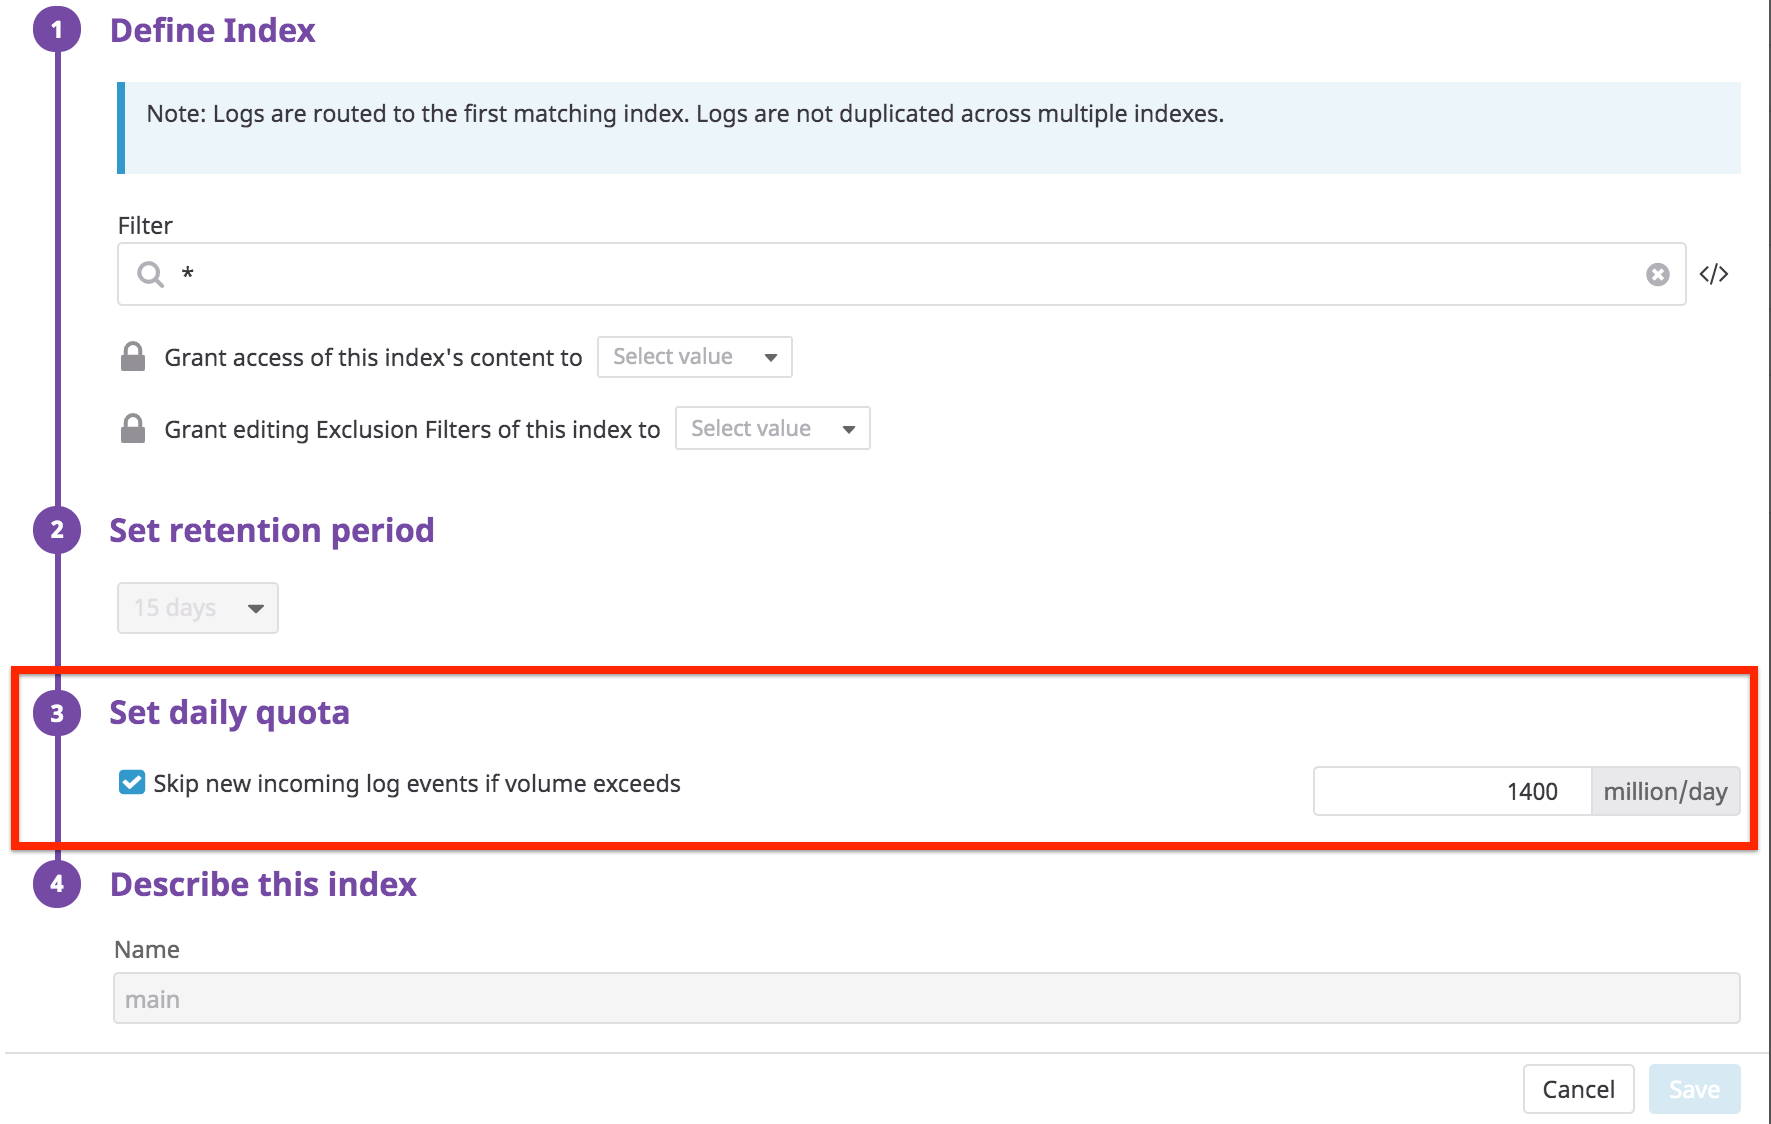 1 Define Index
Note: Logs are routed to the first matching index. Logs are not duplicated across multiple indexes.
Filter
*
</>
Grant access of this index's content to Select value
Grant editing Exclusion Filters of this index to Select value
2 Set retention period
15 days
3 Set daily quota
Skip new incoming log events if volume exceeds 1400 million/day
4 Describe this index
Name
main
Cancel Save